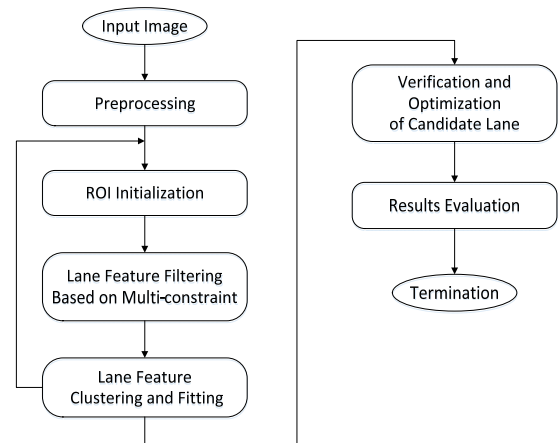 Input Image
Preprocessing
ROI Initialization
Lane Feature Filtering
Based on Multi-constraint
Lane Feature
Clustering and Fitting
Verification and
Optimization
of Candidate Lane
Results Evaluation
Termination